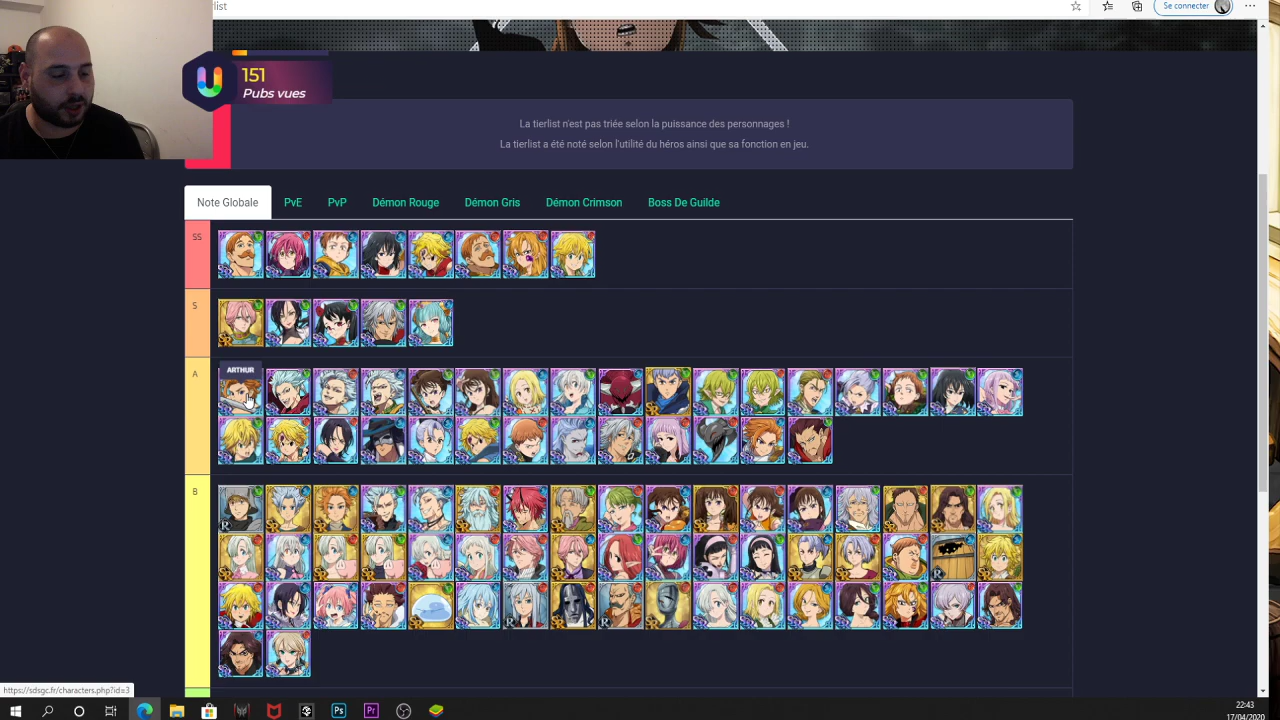 rlist
Se connecter
151
Pubs vues
La tierlist n'est pas triée selon la puissance des personnages !
La tierlist a été noté selon l'utilité du héros ainsi que sa fonction en jeu.
Note Globale PvE PvP Démon Rouge Démon Gris Démon Crimson Boss De Guilde
SS
S
A
ARTHUR
B
https://sdsgc.fr/characters.php?id=3
22:43
17/04/2020